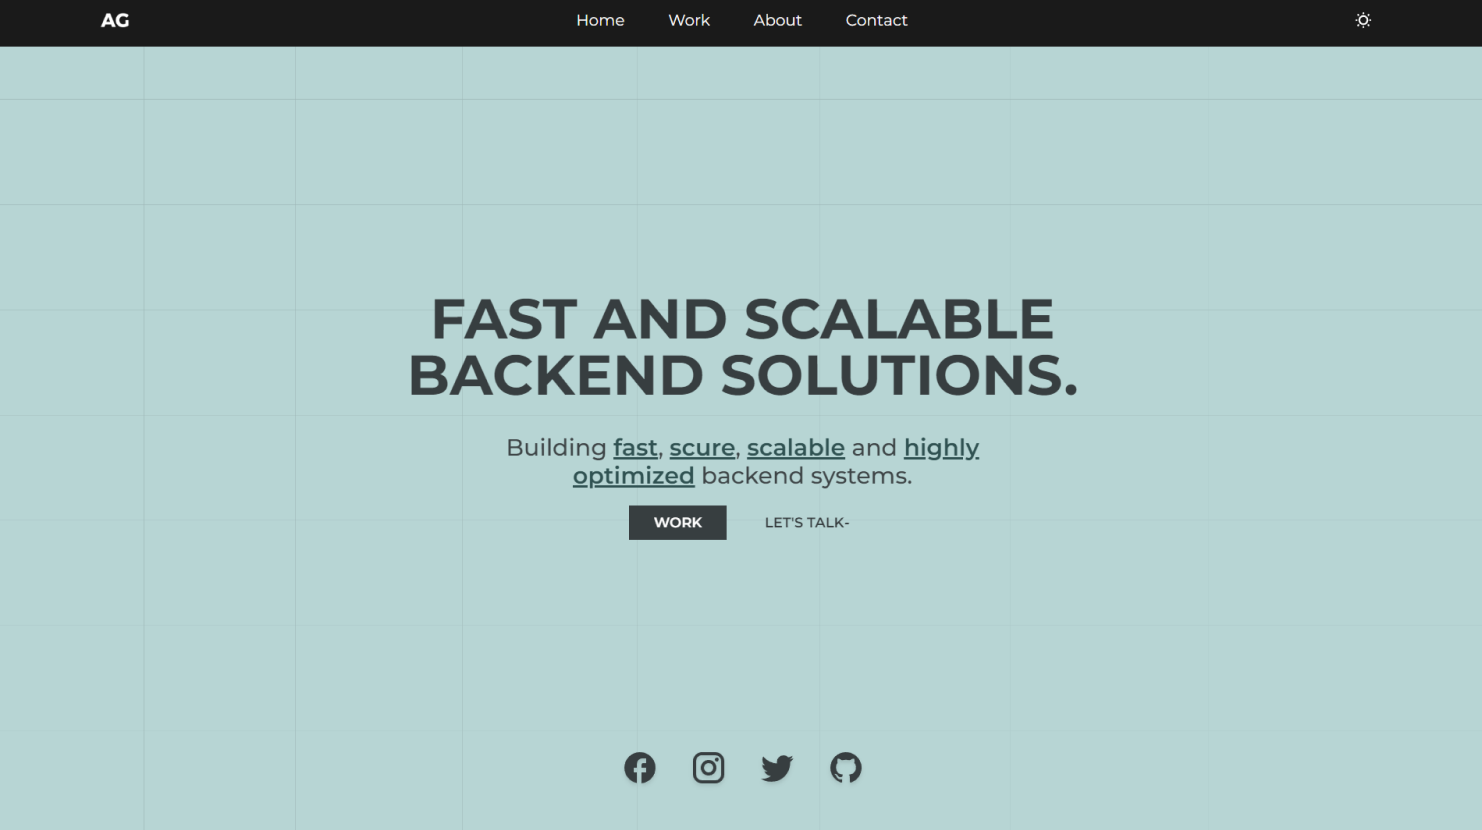 AG
Home Work About Contact
FAST AND SCALABLE
BACKEND SOLUTIONS.
Building fast, scure, scalable and highly
optimized backend systems.
WORK LET'S TALK-